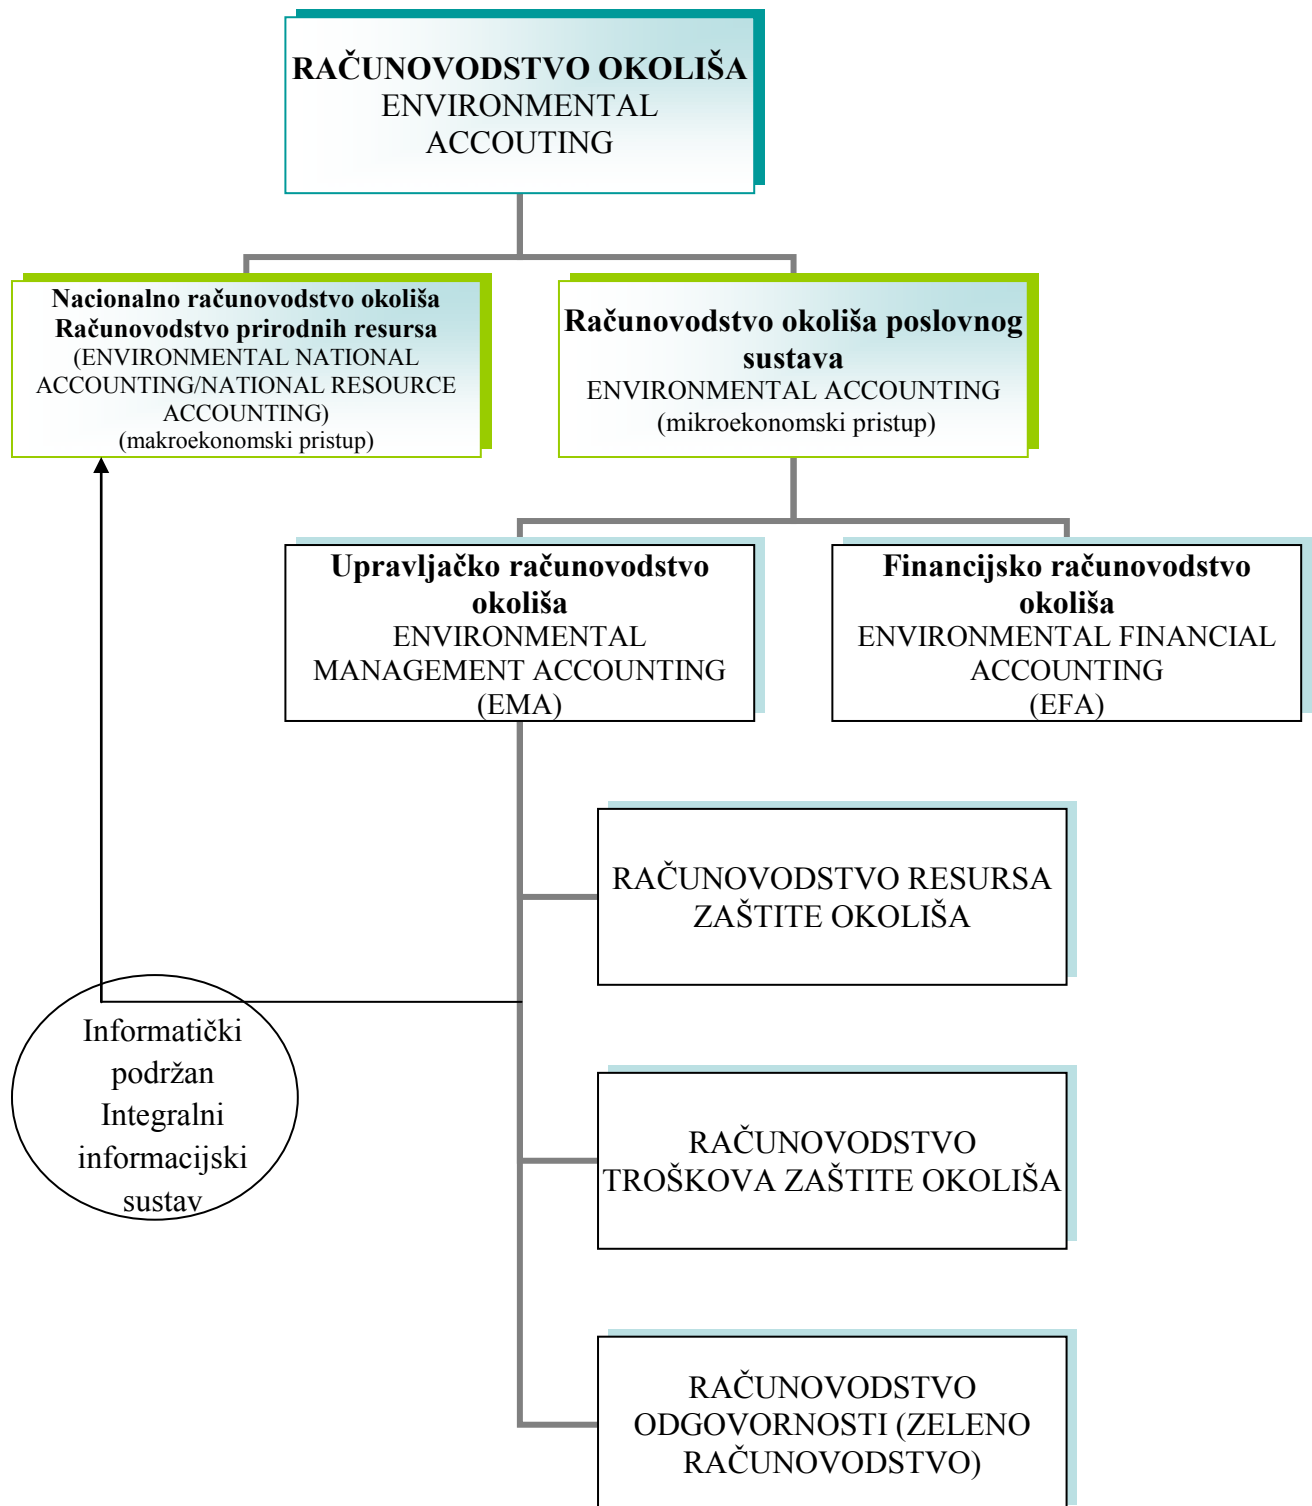 RAČUNOVODSTVO OKOLIŠA
ENVIRONMENTAL
ACCOUTING
Nacionalno računovodstvo okoliša
Računovodstvo prirodnih resursa
(ENVIRONMENTAL NATIONAL
ACCOUNTING/NATIONAL RESOURCE
ACCOUNTING)
(makroekonomski pristup)
Računovodstvo okoliša poslovnog
sustava
ENVIRONMENTAL ACCOUNTING
(mikroekonomski pristup)
Upravljačko računovodstvo
okoliša
ENVIRONMENTAL
MANAGEMENT ACCOUNTING
(EMA)
Financijsko računovodstvo
okoliša
ENVIRONMENTAL FINANCIAL
ACCOUNTING
(EFA)
RAČUNOVODSTVO RESURSA
ZAŠTITE OKOLIŠA
Informatički
podržan
Integralni
informacijski
sustav
RAČUNOVODSTVO
TROŠKOVA ZAŠTITE OKOLIŠA
RAČUNOVODSTVO
ODGOVORNOSTI (ZELENO
RAČUNOVODSTVO)